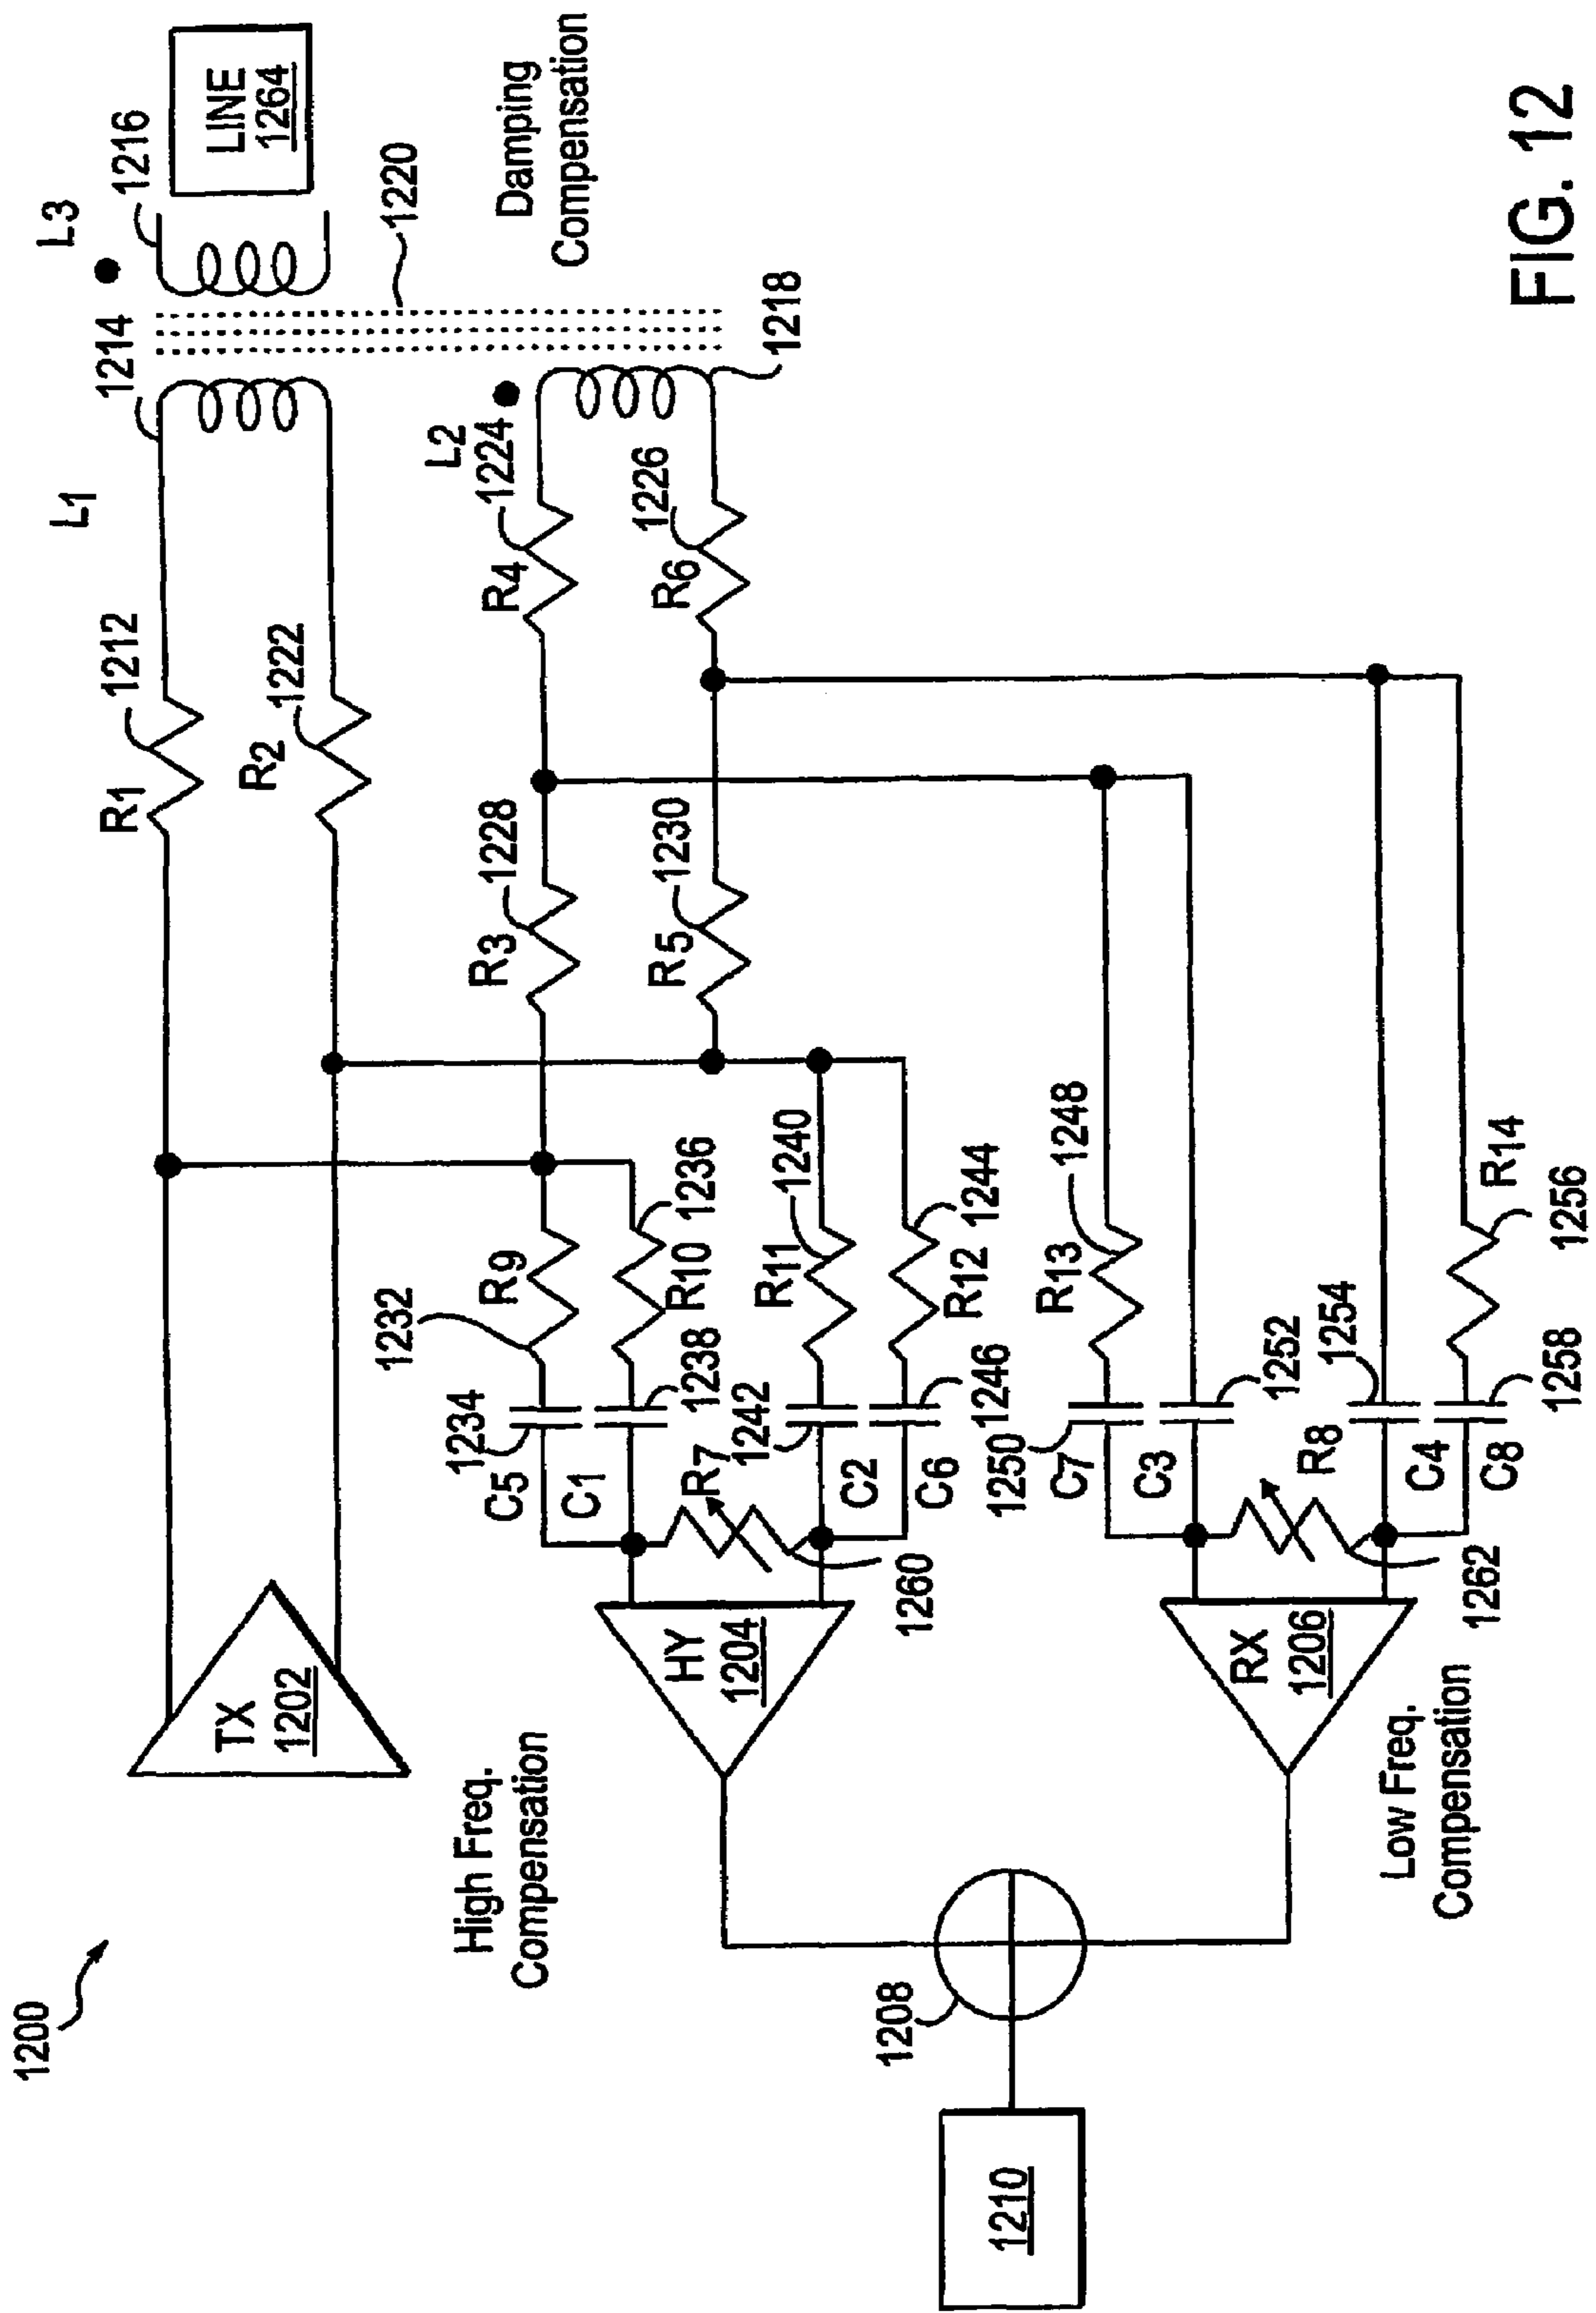 1200
TX
1202
R1
1212
L1
1214
L3
1216
LINE
1264
R2
1222
1220
Damping
Compensation
High Freq.
Compensation
1232
R9
R3
1228
R4
L2
1224
1234
C5
1236
R10
1238
C1
R5
1230
R6
1226
1218
HY
1204
R7
1242
R11
1240
C2
1260
C6
1246
R12
1244
1208
1210
1250
C7
R13
1248
RX
1206
C3
1252
R8
1254
C4
1262
C8
1258
R14
1256
Low Freq.
Compensation
FIG. 12